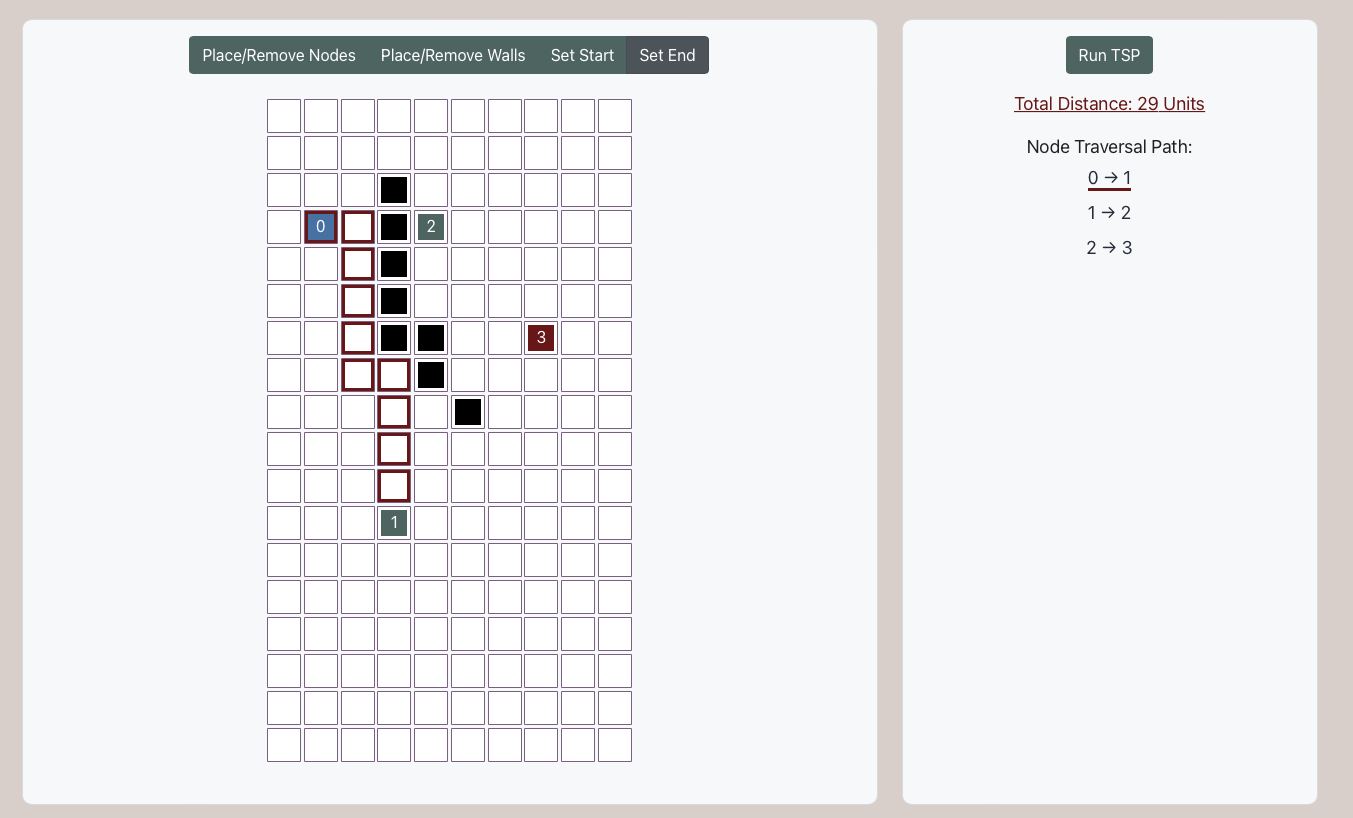 Place/Remove Nodes Place/Remove Walls Set Start Set End
0
2
3
1
Run TSP
Total Distance: 29 Units
Node Traversal Path:
0 → 1
1 → 2
2 → 3